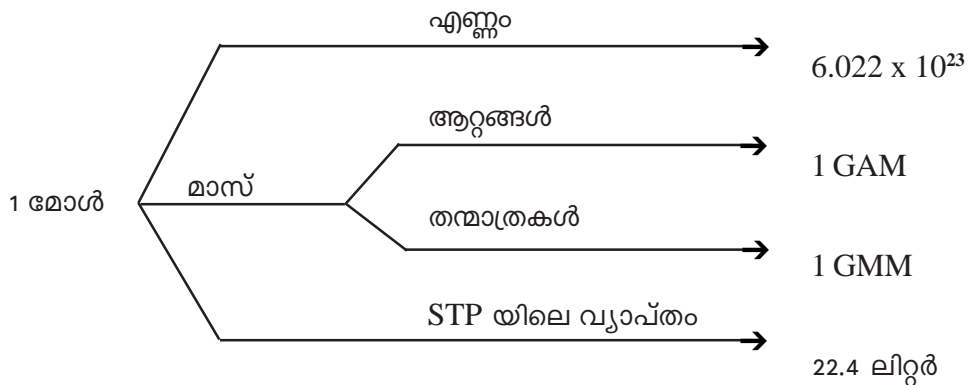 എണ്ണം
6.022 x 10²³
ആറ്റങ്ങൾ
1 GAM
മാസ്
1 മോൾ
തന്മാത്രകൾ
1 GMM
STP യിലെ വ്യാപ്തം
22.4 ലിറ്റർ